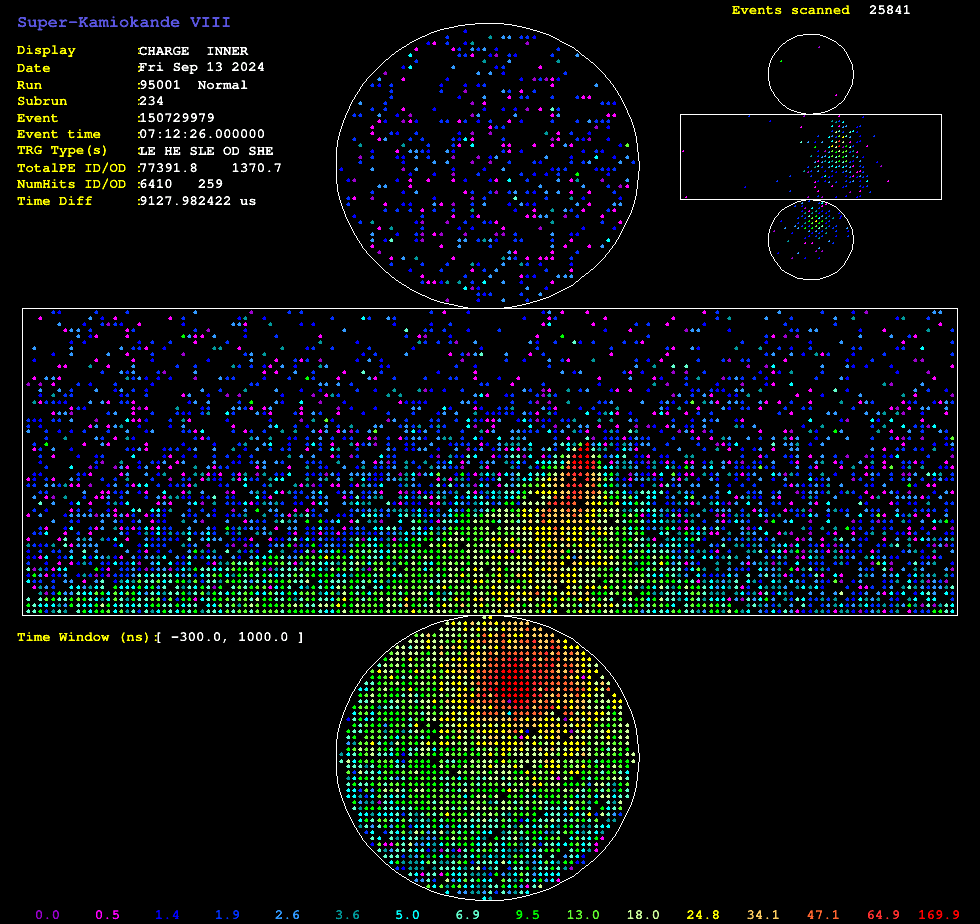 Super-Kamiokande VIII
Events scanned 25841
Display :CHARGE INNER
Date :Fri Sep 13 2024
Run :95001 Normal
Subrun :234
Event :150729979
Event time :07:12:26.000000
TRG Type(s) :LE HE SLE OD SHE
TotalPE ID/OD :77391.8 1370.7
NumHits ID/OD :6410 259
Time Diff :9127.982422 us
Time Window (ns):[ -300.0, 1000.0 ]
0.0 0.5 1.4 1.9 2.6 3.6 5.0 6.9 9.5 13.0 18.0 24.8 34.1 47.1 64.9 169.9